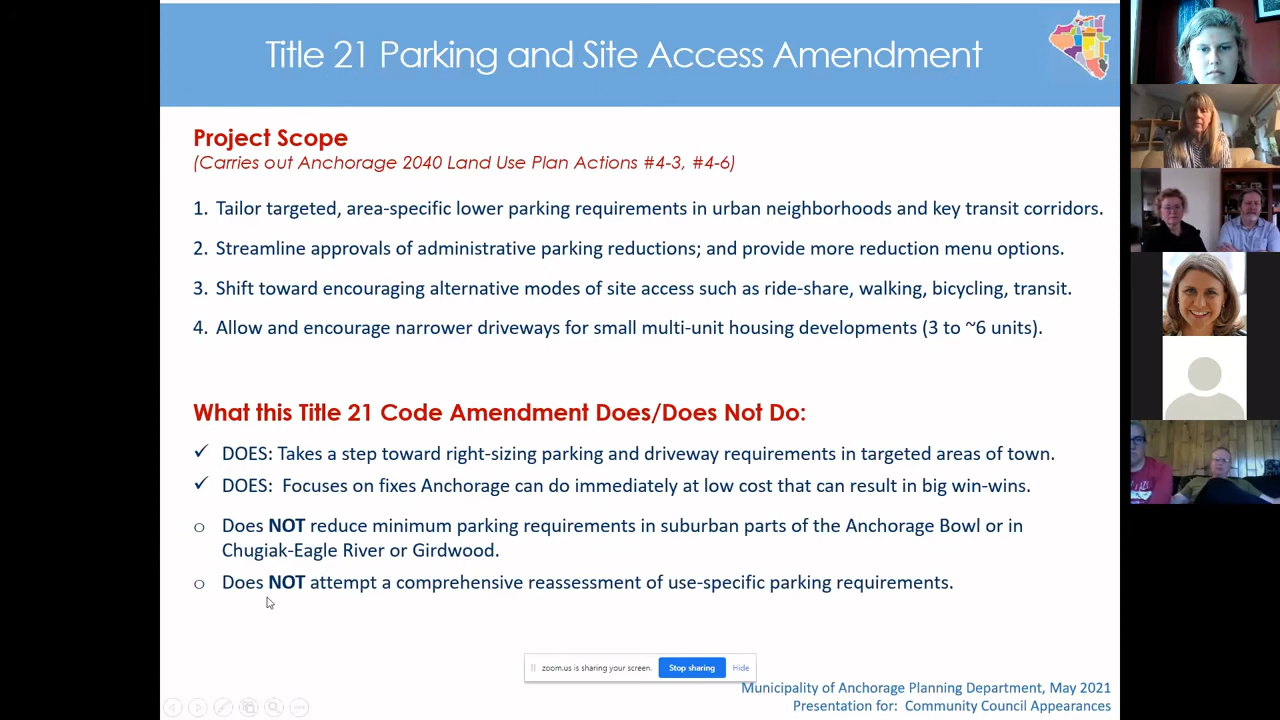 Title 21 Parking and Site Access Amendment
Project Scope
(Carries out Anchorage 2040 Land Use Plan Actions #4-3, #4-6)
1. Tailor targeted, area-specific lower parking requirements in urban neighborhoods and key transit corridors.
2. Streamline approvals of administrative parking reductions; and provide more reduction menu options.
3. Shift toward encouraging alternative modes of site access such as ride-share, walking, bicycling, transit.
4. Allow and encourage narrower driveways for small multi-unit housing developments (3 to ~6 units).
What this Title 21 Code Amendment Does/Does Not Do:
✓ DOES: Takes a step toward right-sizing parking and driveway requirements in targeted areas of town.
✓ DOES: Focuses on fixes Anchorage can do immediately at low cost that can result in big win-wins.
o Does NOT reduce minimum parking requirements in suburban parts of the Anchorage Bowl or in
Chugiak-Eagle River or Girdwood.
o Does NOT attempt a comprehensive reassessment of use-specific parking requirements.
zoom.us is sharing your screen. Stop sharing Hide
Municipality of Anchorage Planning Department, May 2021
Presentation for: Community Council Appearances